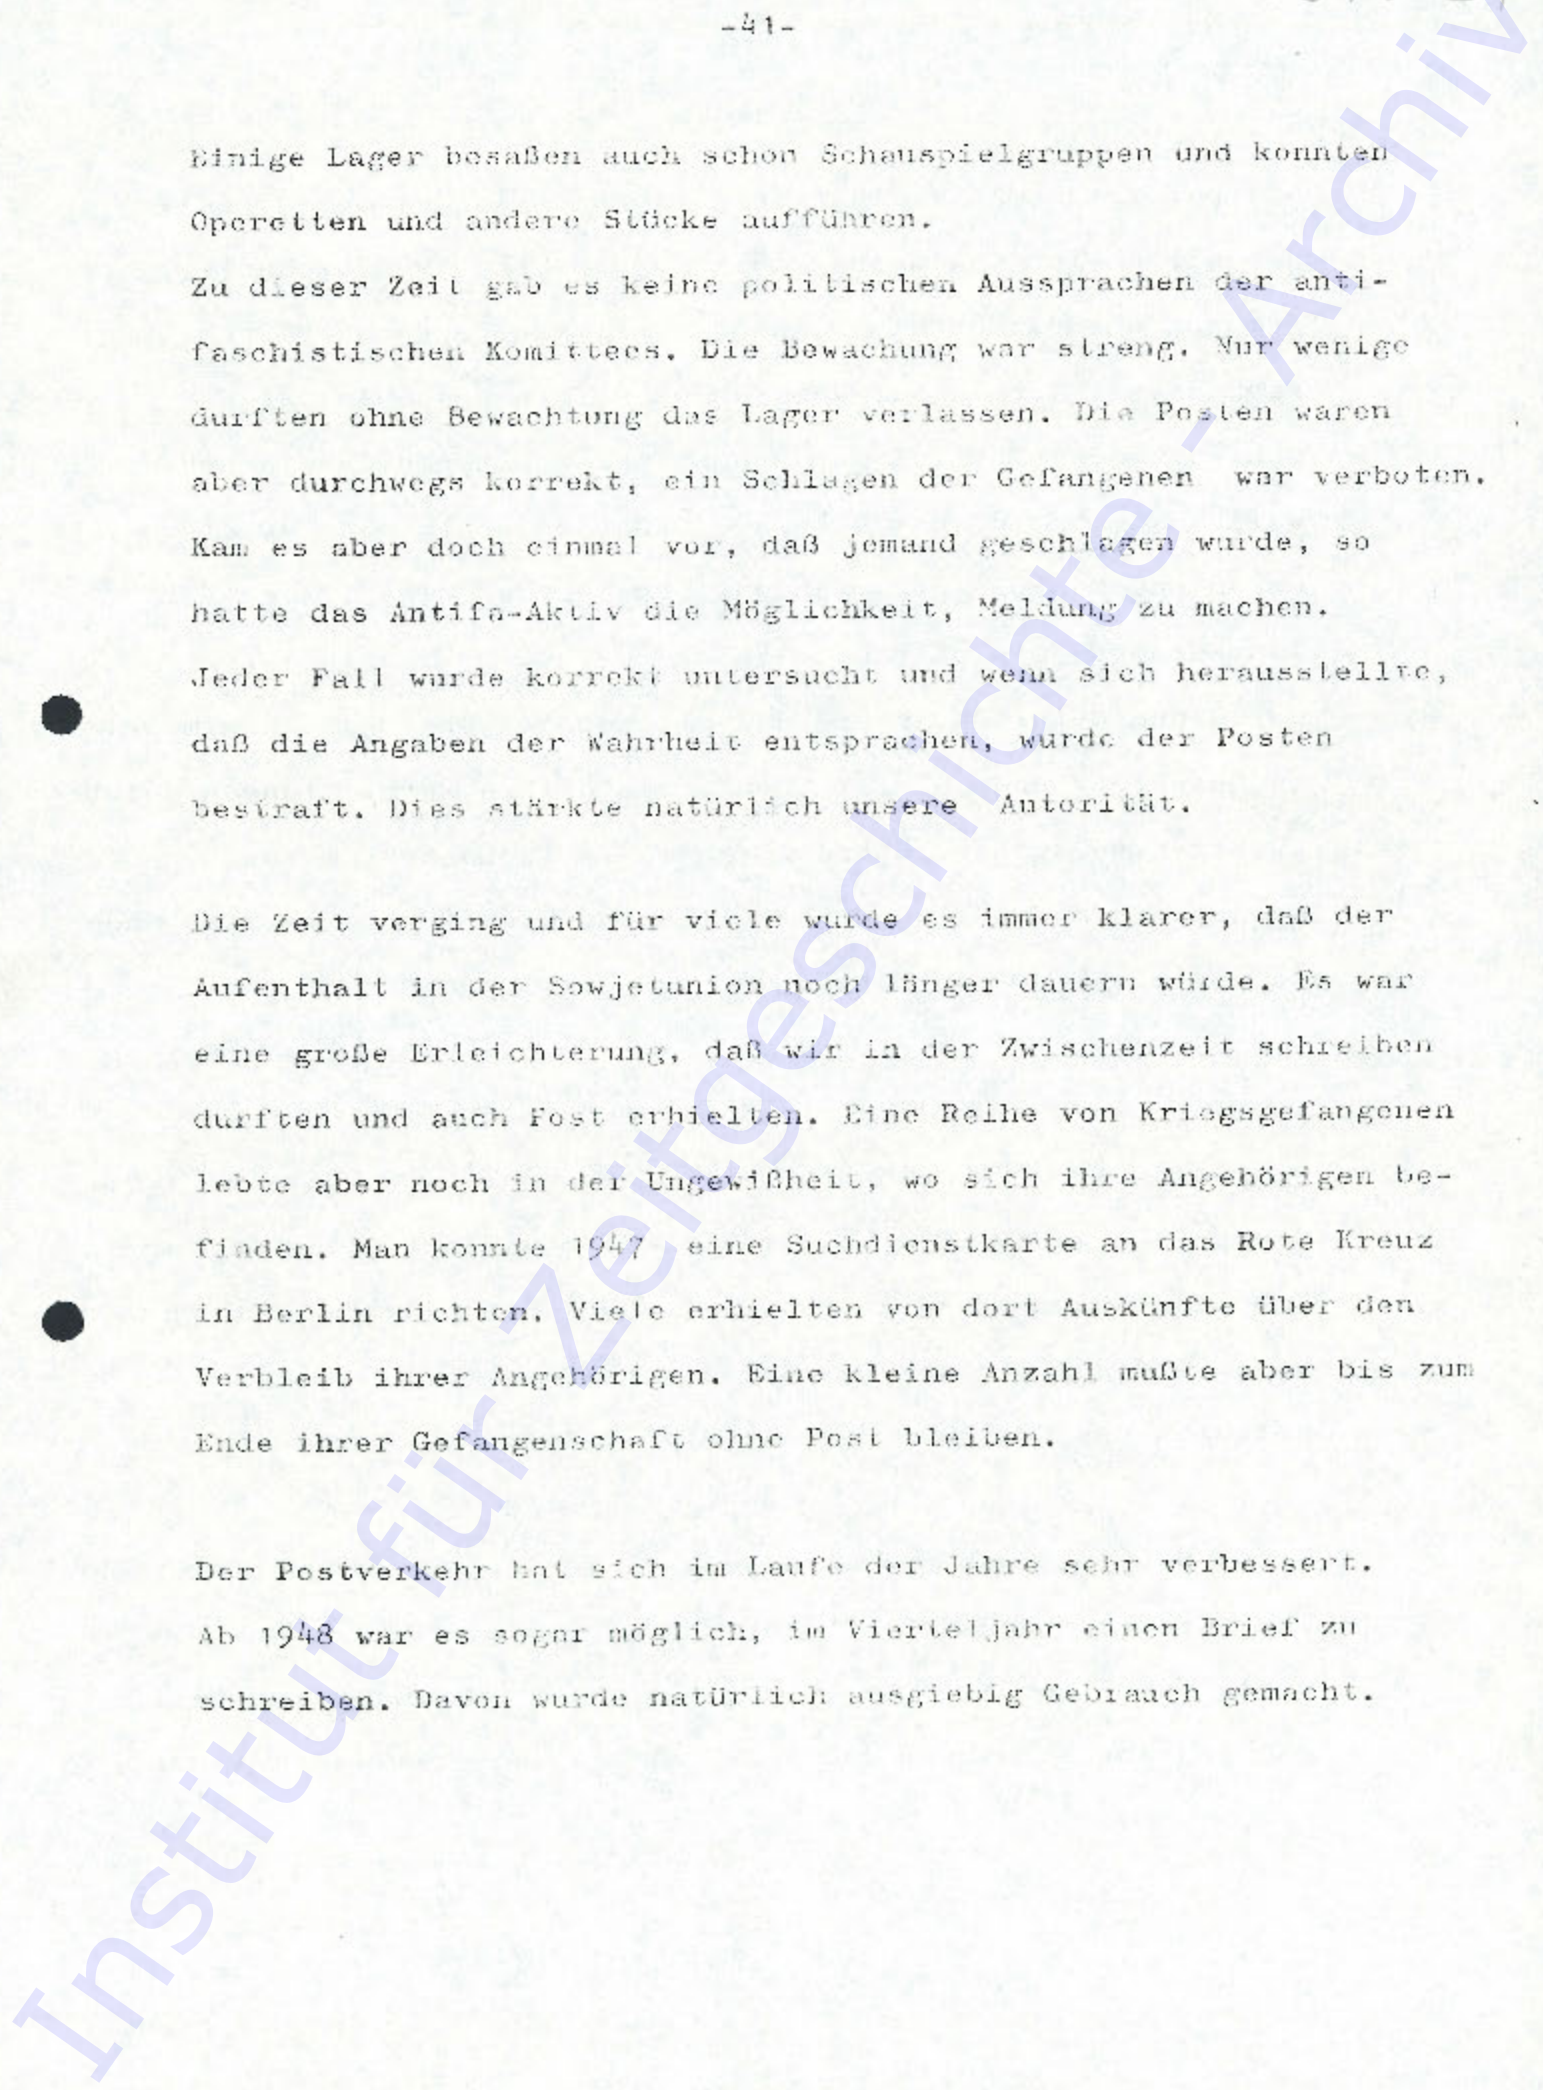 -41-
Einige Lager besaßen auch schon Schauspielgruppen und konnten
Operetten und andere Stücke aufführen.
Zu dieser Zeit gab es keine politischen Aussprachen der anti-
faschistischen Komittees. Die Bewachung war streng. Nur wenige
durften ohne Bewachtung das Lager verlassen. Die Posten waren
aber durchwegs korrekt, ein Schlagen der Gefangenen war verboten.
Kam es aber doch einmal vor, daß jemand geschlagen wurde, so
hatte das Antifa-Aktiv die Möglichkeit, Meldung zu machen.
Jeder Fall wurde korrekt untersucht und wenn sich herausstellte,
daß die Angaben der Wahrheit entsprachen, wurde der Posten
bestraft. Dies stärkte natürlich unsere Autorität.
Die Zeit verging und für viele wurde es immer klarer, daß der
Aufenthalt in der Sowjetunion noch länger dauern würde. Es war
eine große Erleichterung, daß wir in der Zwischenzeit schreiben
durften und auch Post erhielten. Eine Reihe von Kriegsgefangenen
lebte aber noch in der Ungewißheit, wo sich ihre Angehörigen be-
finden. Man konnte 1947 eine Suchdienstkarte an das Rote Kreuz
in Berlin richten. Viele erhielten von dort Auskünfte über den
Verbleib ihrer Angehörigen. Eine kleine Anzahl mußte aber bis zum
Ende ihrer Gefangenschaft ohne Post bleiben.
Der Postverkehr hat sich im Laufe der Jahre sehr verbessert.
Ab 1948 war es sogar möglich, im Vierteljahr einen Brief zu
schreiben. Davon wurde natürlich ausgiebig Gebrauch gemacht.
Institut für Zeitgeschichte - Archiv